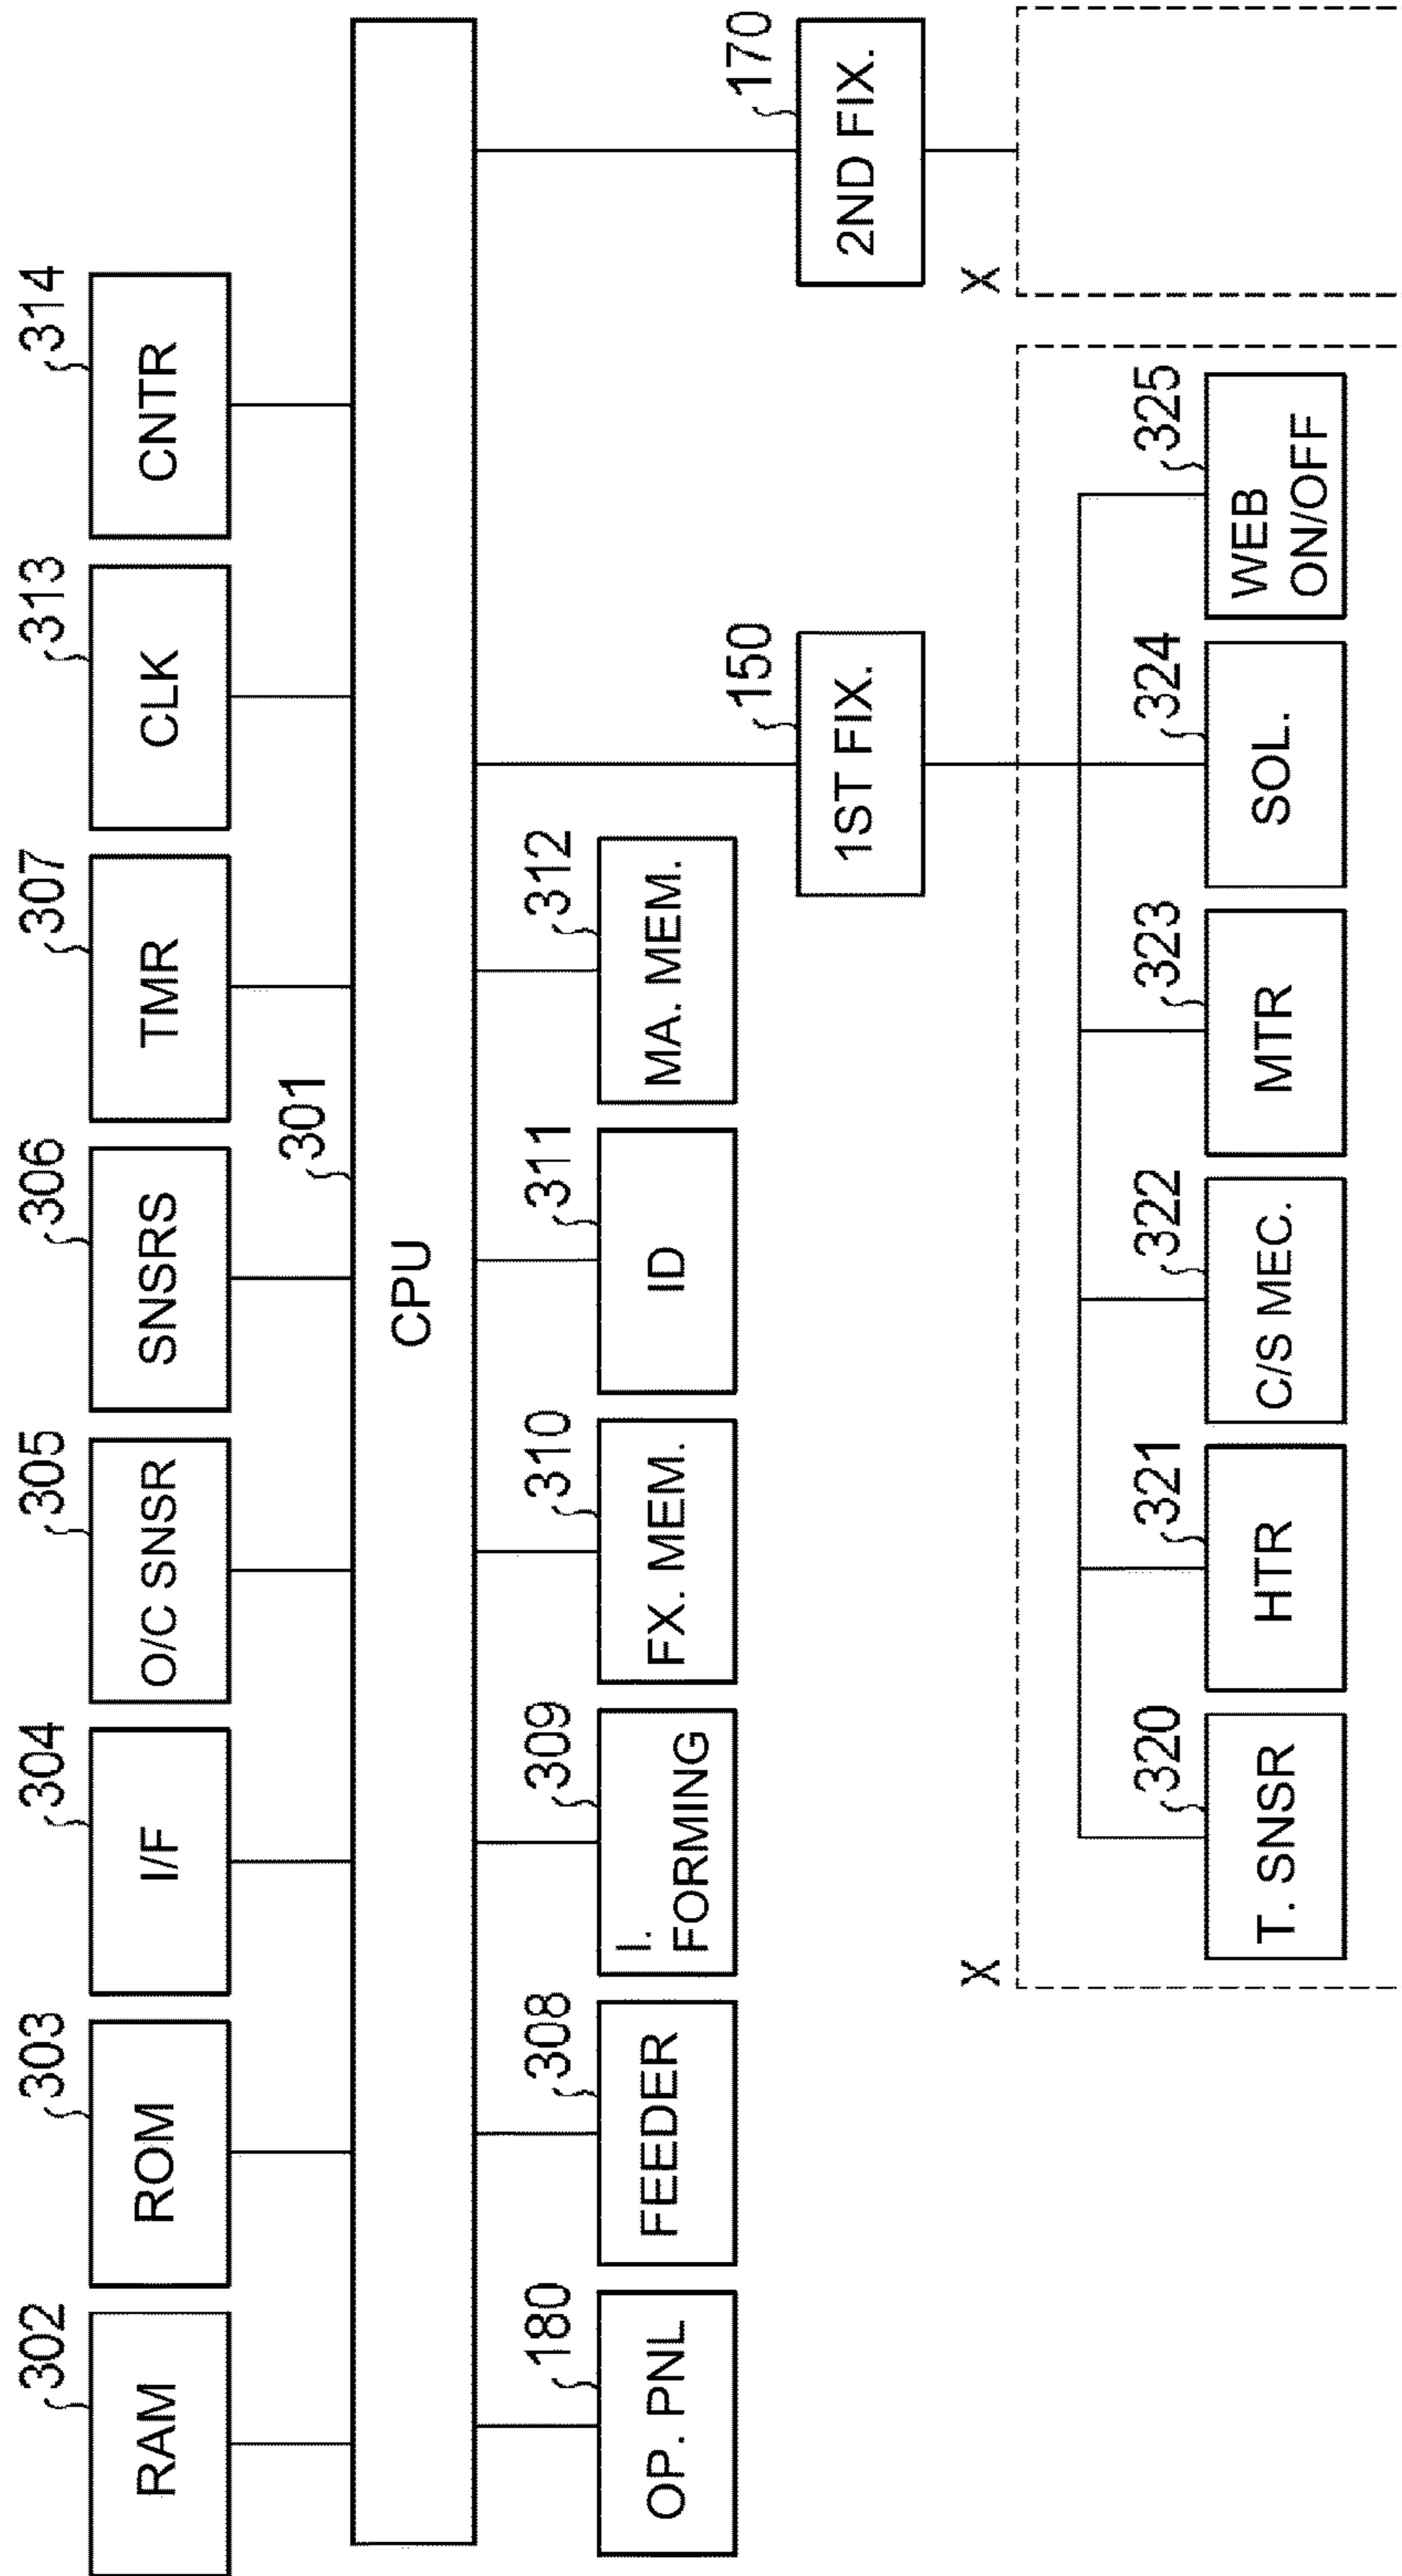 302
303
304
305
306
307
313
314
RAM
ROM
I/F
O/C SNSR
SNSRS
TMR
CLK
CNTR
301
CPU
180
308
309
310
311
312
OP. PNL
FEEDER
I.
FORMING
FX. MEM.
ID
MA. MEM.
150
170
1ST FIX.
2ND FIX.
X
X
320
321
322
323
324
325
T. SNSR
HTR
C/S MEC.
MTR
SOL.
WEB
ON/OFF